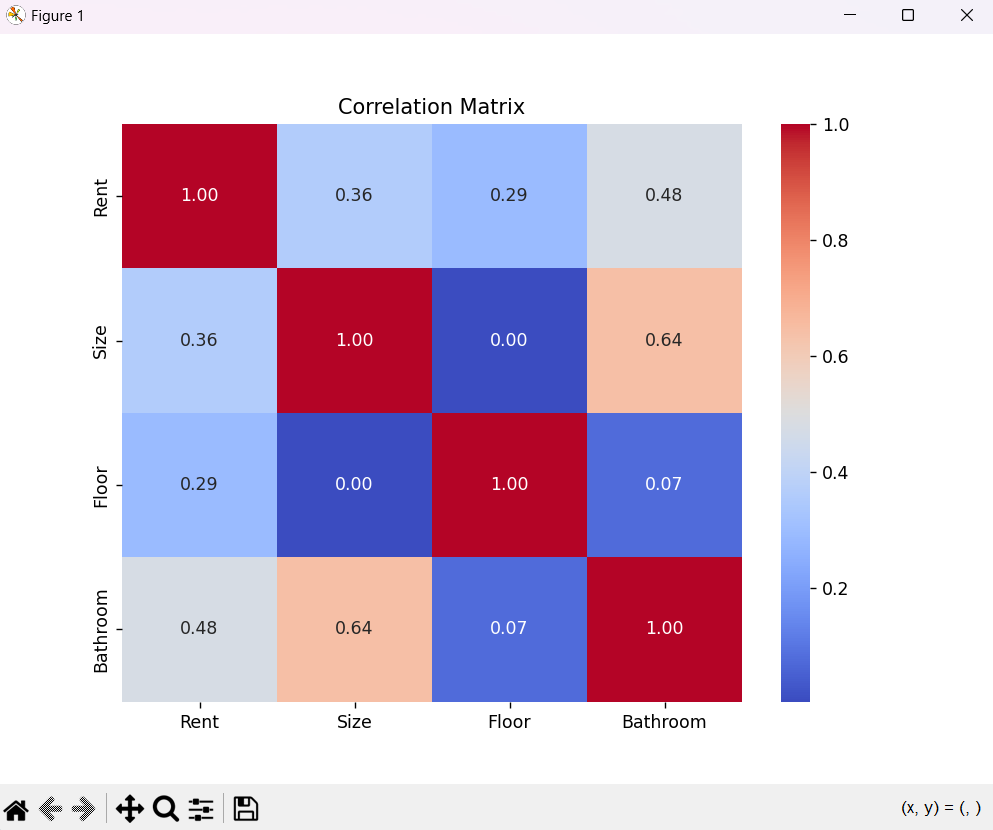 Figure 1
Correlation Matrix
Rent 1.00 0.36 0.29 0.48
Size 0.36 1.00 0.00 0.64
Floor 0.29 0.00 1.00 0.07
Bathroom 0.48 0.64 0.07 1.00
Rent Size Floor Bathroom
1.0
0.8
0.6
0.4
0.2
(x, y) = (, )